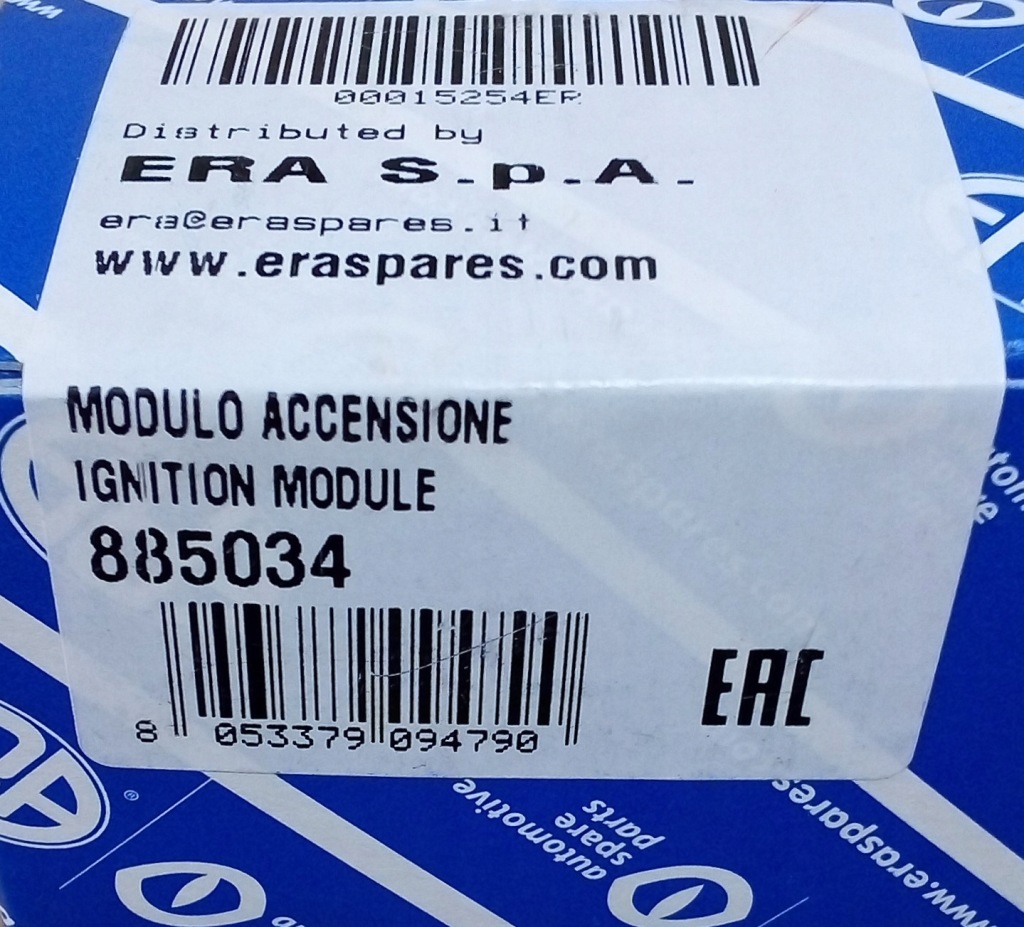 00015254ER
Distributed by
ERA S.p.A.
era@eraspares.it
www.eraspares.com
MODULO ACCENSIONE
IGNITION MODULE
885034
8 053379 094790
EAC
automotive
spare
parts
www.eraspares